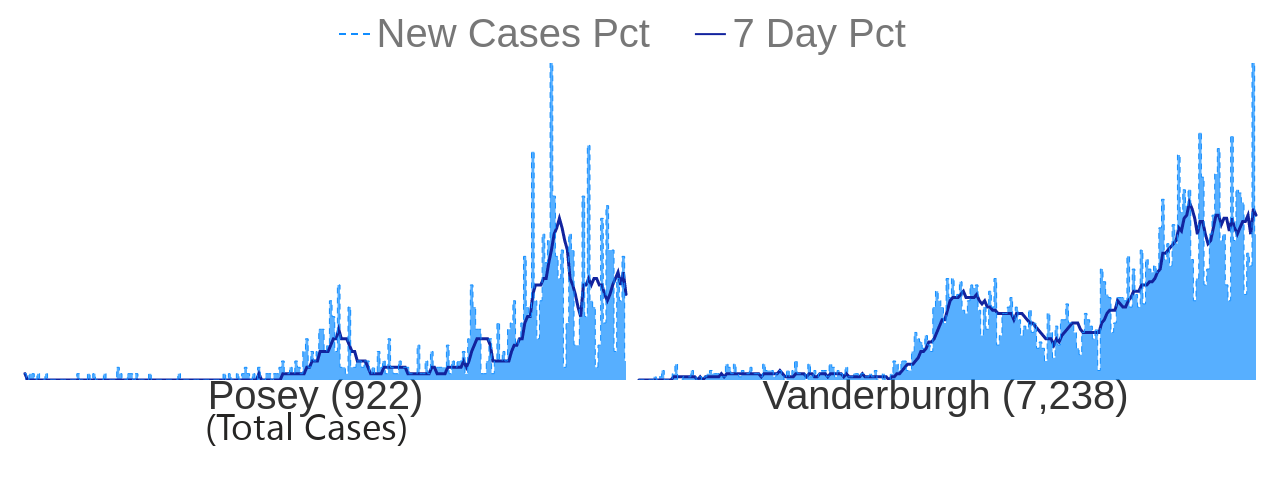 New Cases Pct 7 Day Pct
Posey (922) Vanderburgh (7,238)
(Total Cases)